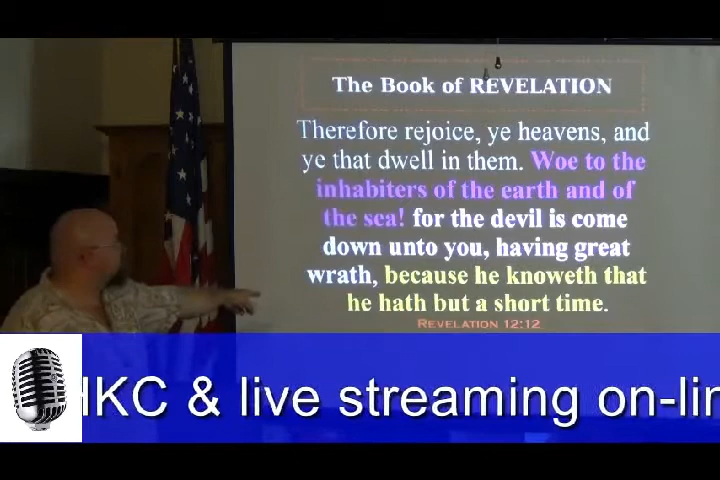 The Book of REVELATION
Therefore rejoice, ye heavens, and
ye that dwell in them. Woe to the
inhabiters of the earth and of
the sea! for the devil is come
down unto you, having great
wrath, because he knoweth that
he hath but a short time.
REVELATION 12:12
HKC & live streaming on-lin